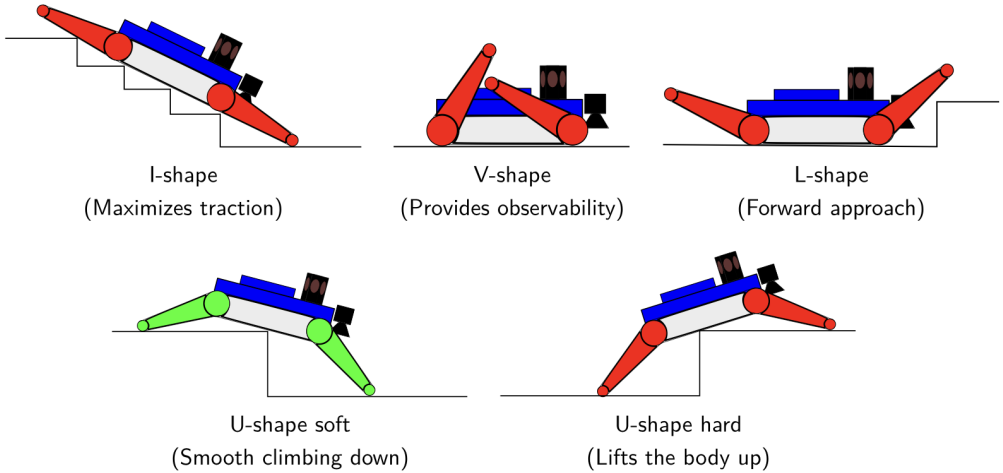 I-shape
(Maximizes traction)
V-shape
(Provides observability)
L-shape
(Forward approach)
U-shape soft
(Smooth climbing down)
U-shape hard
(Lifts the body up)